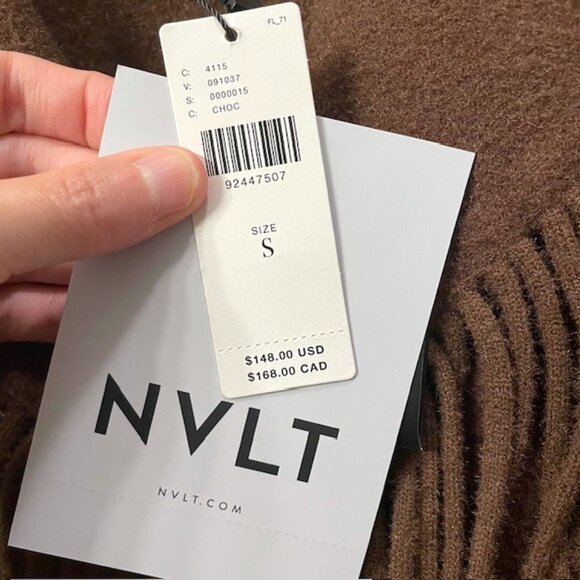 FL_71
C: 4115
V: 091037
S: 0000015
C: CHOC
92447507
SIZE
S
$148.00 USD
$168.00 CAD
NVLT
NVLT.COM